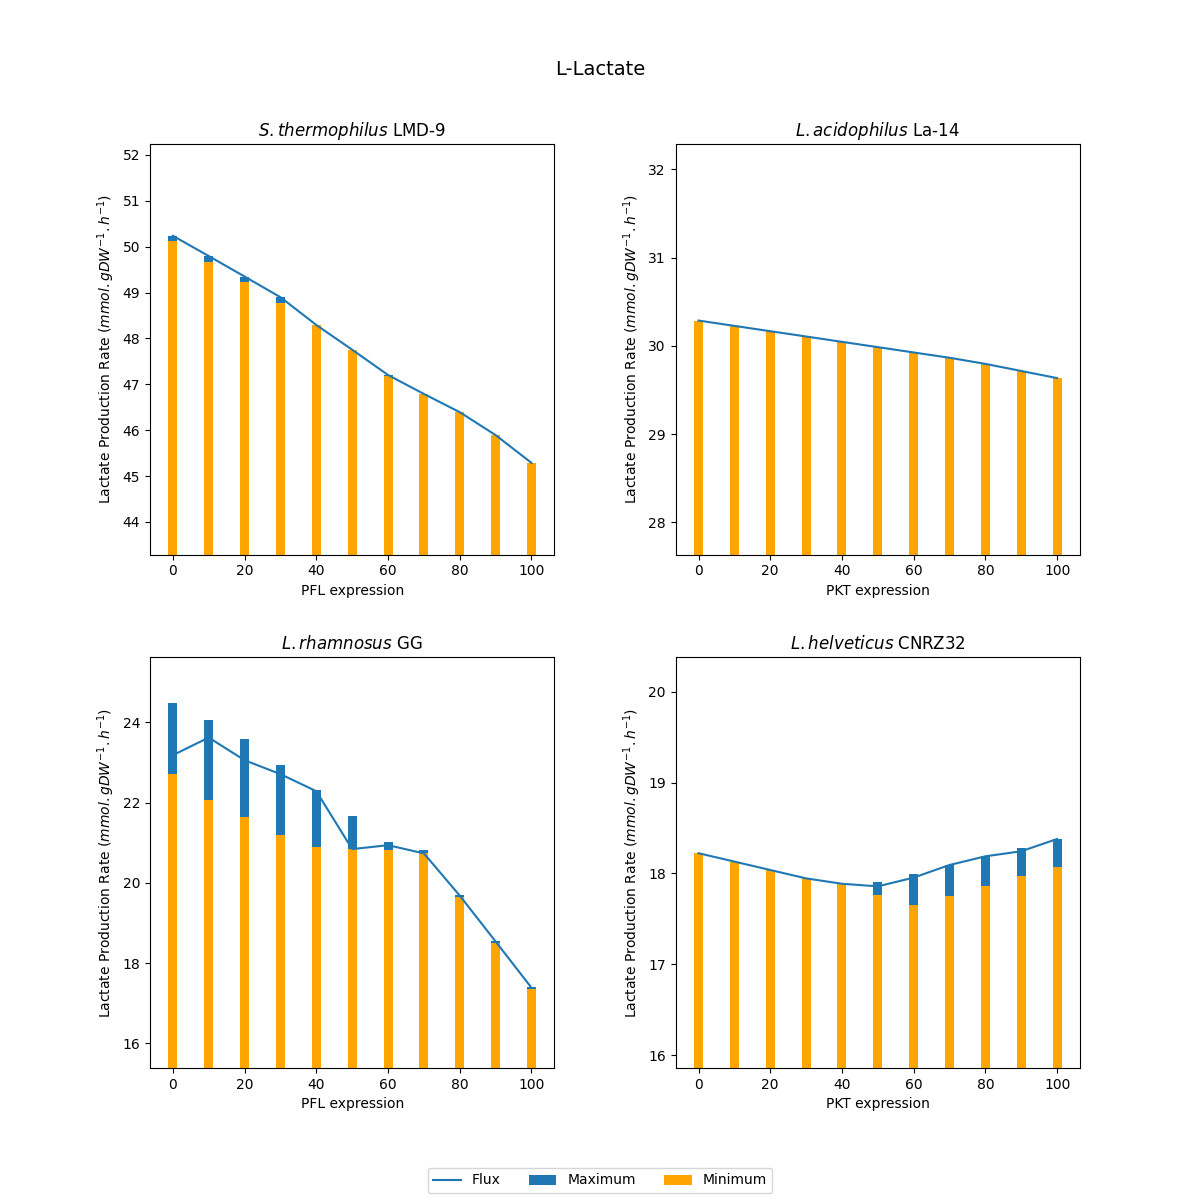 L-Lactate
S. thermophilus LMD-9
Lactate Production Rate (mmol. gDW⁻¹. h⁻¹)
52
51
50
49
48
47
46
45
44
0 20 40 60 80 100
PFL expression
L. acidophilus La-14
Lactate Production Rate (mmol. gDW⁻¹. h⁻¹)
32
31
30
29
28
0 20 40 60 80 100
PKT expression
L. rhamnosus GG
Lactate Production Rate (mmol. gDW⁻¹. h⁻¹)
24
22
20
18
16
0 20 40 60 80 100
PFL expression
L. helveticus CNRZ32
Lactate Production Rate (mmol. gDW⁻¹. h⁻¹)
20
19
18
17
16
0 20 40 60 80 100
PKT expression
Flux Maximum Minimum